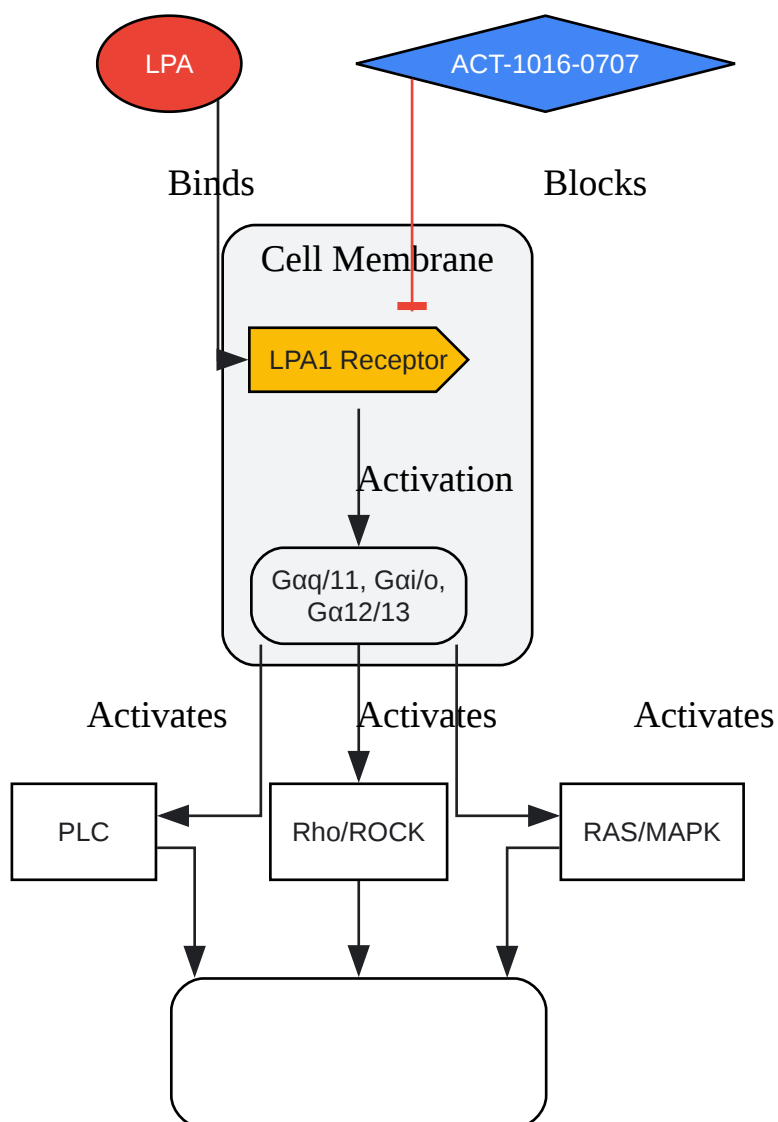 LPA
ACT-1016-0707
Binds
Blocks
Cell Membrane
LPA1 Receptor
Activation
Gαq/11, Gαi/o,
Gα12/13
Activates
Activates
Activates
PLC
Rho/ROCK
RAS/MAPK